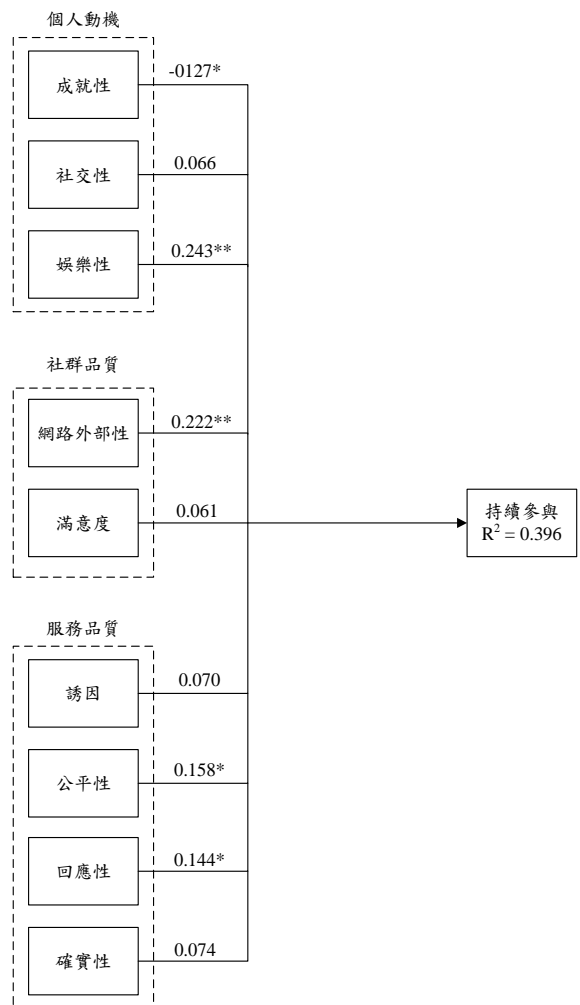 個人動機
成就性
-0127*
社交性
0.066
娛樂性
0.243**
社群品質
網路外部性
0.222**
滿意度
0.061
持續參與
R² = 0.396
服務品質
誘因
0.070
公平性
0.158*
回應性
0.144*
確實性
0.074